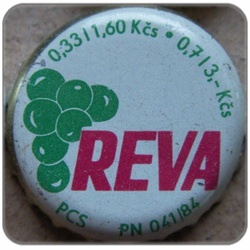 0,33 l 1,60 Kčs • 0,7 l 3,- Kčs
REVA
PCS PN 041/84